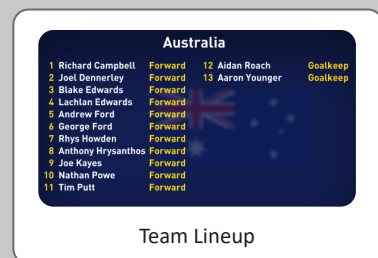 Australia
1 Richard Campbell Forward 12 Aidan Roach Goalkeep
2 Joel Dennerley Forward 13 Aaron Younger Goalkeep
3 Blake Edwards Forward
4 Lachlan Edwards Forward
5 Andrew Ford Forward
6 George Ford Forward
7 Rhys Howden Forward
8 Anthony Hrysanthos Forward
9 Joe Kayes Forward
10 Nathan Powe Forward
11 Tim Putt Forward
Team Lineup